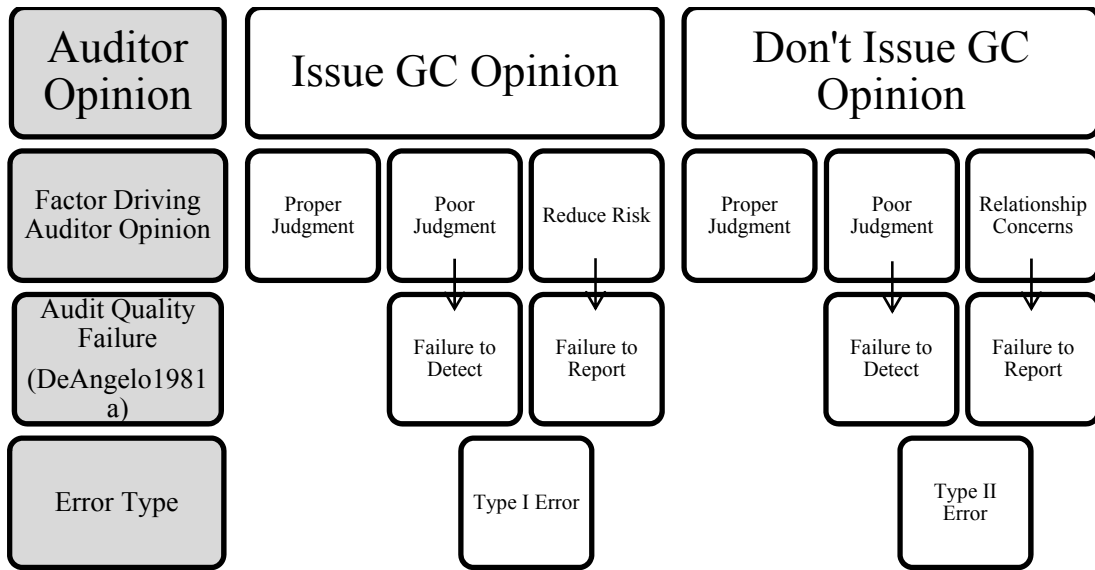 Auditor
Opinion
Issue GC Opinion
Don't Issue GC
Opinion
Factor Driving
Auditor Opinion
Proper
Judgment
Poor
Judgment
Reduce Risk
Proper
Judgment
Poor
Judgment
Relationship
Concerns
Audit Quality
Failure
(DeAngelo1981
a)
Failure to
Detect
Failure to
Report
Failure to
Detect
Failure to
Report
Error Type
Type I Error
Type II
Error